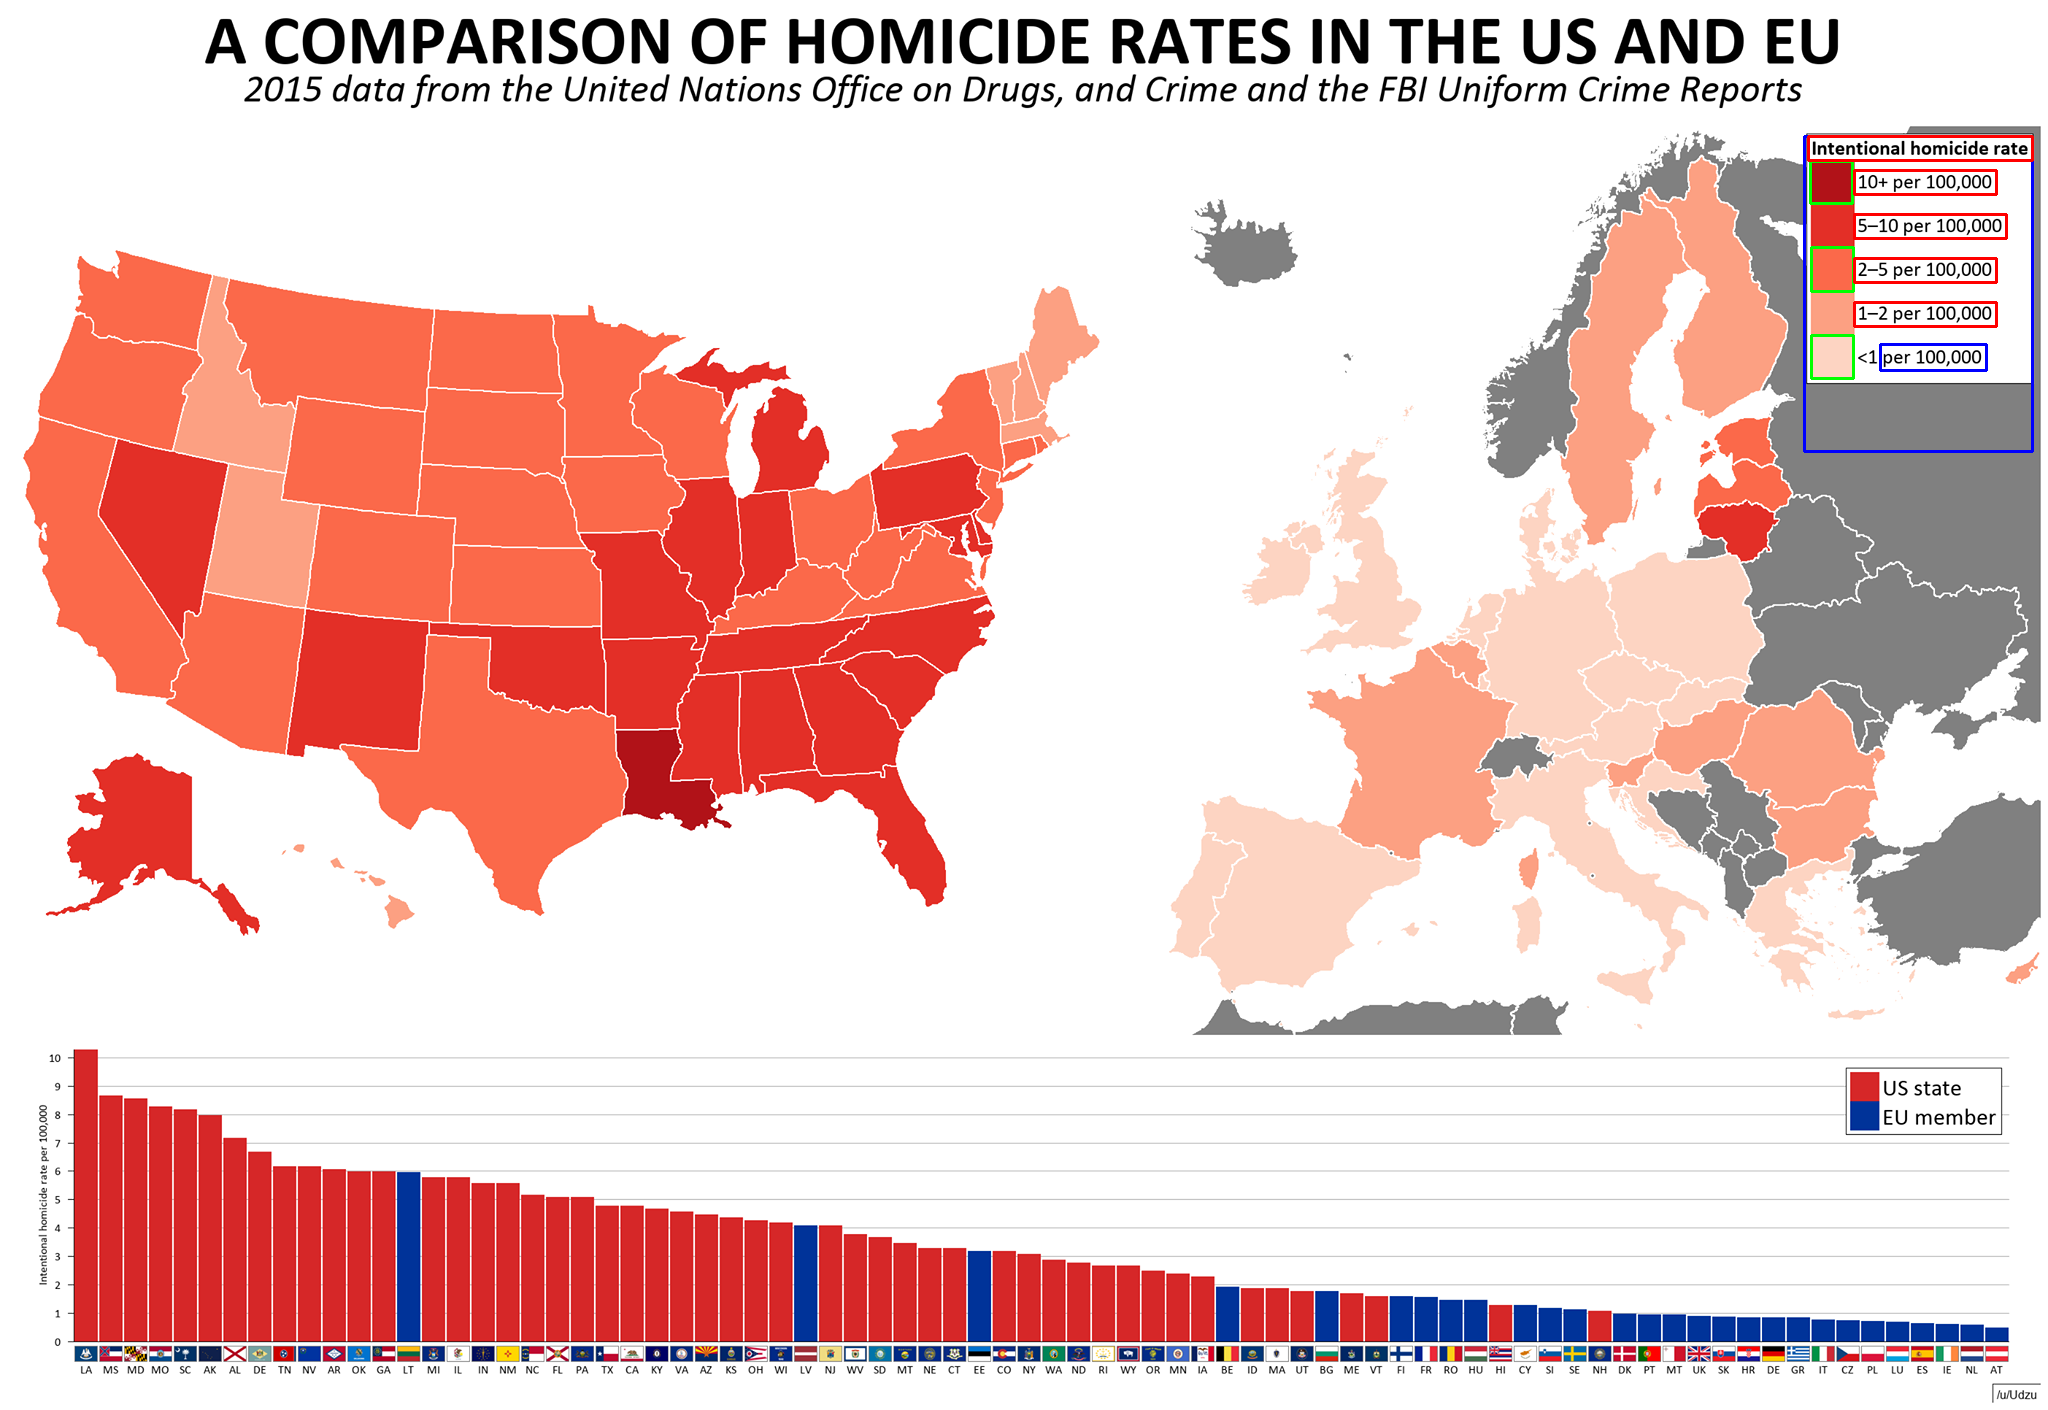 A COMPARISON OF HOMICIDE RATES IN THE US AND EU
2015 data from the United Nations Office on Drugs, and Crime and the FBI Uniform Crime Reports
Intentional homicide rate
10+ per 100,000
5–10 per 100,000
2–5 per 100,000
1–2 per 100,000
<1 per 100,000
Intentional homicide rate per 100,000
10
9
8
7
6
5
4
3
2
1
0
US state
EU member
LA MS MD MO SC AK AL DE TN NV AR OK GA LT MI IL IN NM NC FL PA TX CA KY VA AZ KS OH WI LV NJ WV SD MT NE CT EE CO NY WA ND RI WY OR MN IA BE ID MA UT BG ME VT FI FR RO HU HI CY SI SE NH DK PT MT UK SK HR DE GR IT CZ PL LU ES IE NL AT
/u/Udzu